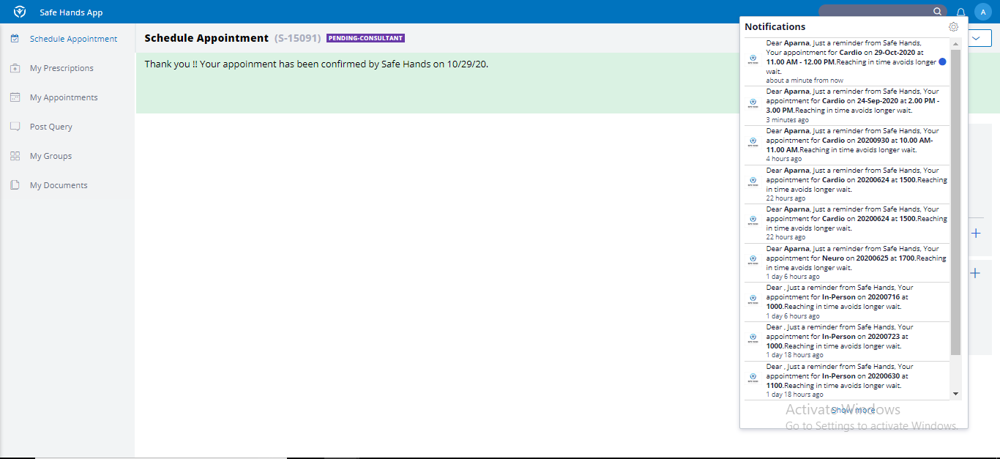 Safe Hands App
A
Schedule Appointment
My Prescriptions
My Appointments
Post Query
My Groups
My Documents
Schedule Appointment (S-15091) PENDING-CONSULTANT
Thank you !! Your appoinment has been confirmed by Safe Hands on 10/29/20.
Notifications
Dear Aparna, Just a reminder from Safe Hands,
Your appointment for Cardio on 29-Oct-2020 at
11.00 AM - 12.00 PM.Reaching in time avoids longer
wait.
about a minute from now
Dear Aparna, Just a reminder from Safe Hands, Your
appointment for Cardio on 24-Sep-2020 at 2.00 PM -
3.00 PM.Reaching in time avoids longer wait.
3 minutes ago
Dear Aparna, Just a reminder from Safe Hands, Your
appointment for Cardio on 20200930 at 10.00 AM-
11.00 AM.Reaching in time avoids longer wait.
4 hours ago
Dear Aparna, Just a reminder from Safe Hands, Your
appointment for Cardio on 20200624 at 1500.Reaching
in time avoids longer wait.
22 hours ago
Dear Aparna, Just a reminder from Safe Hands, Your
appointment for Cardio on 20200624 at 1500.Reaching
in time avoids longer wait.
22 hours ago
Dear Aparna, Just a reminder from Safe Hands, Your
appointment for Neuro on 20200625 at 1700.Reaching
in time avoids longer wait.
1 day 6 hours ago
Dear , Just a reminder from Safe Hands, Your
appointment for In-Person on 20200716 at
1000.Reaching in time avoids longer wait.
1 day 6 hours ago
Dear , Just a reminder from Safe Hands, Your
appointment for In-Person on 20200723 at
1000.Reaching in time avoids longer wait.
1 day 18 hours ago
Dear , Just a reminder from Safe Hands, Your
appointment for In-Person on 20200630 at
1100.Reaching in time avoids longer wait.
1 day 18 hours ago
Show more
Activate Windows
Go to Settings to activate Windows.